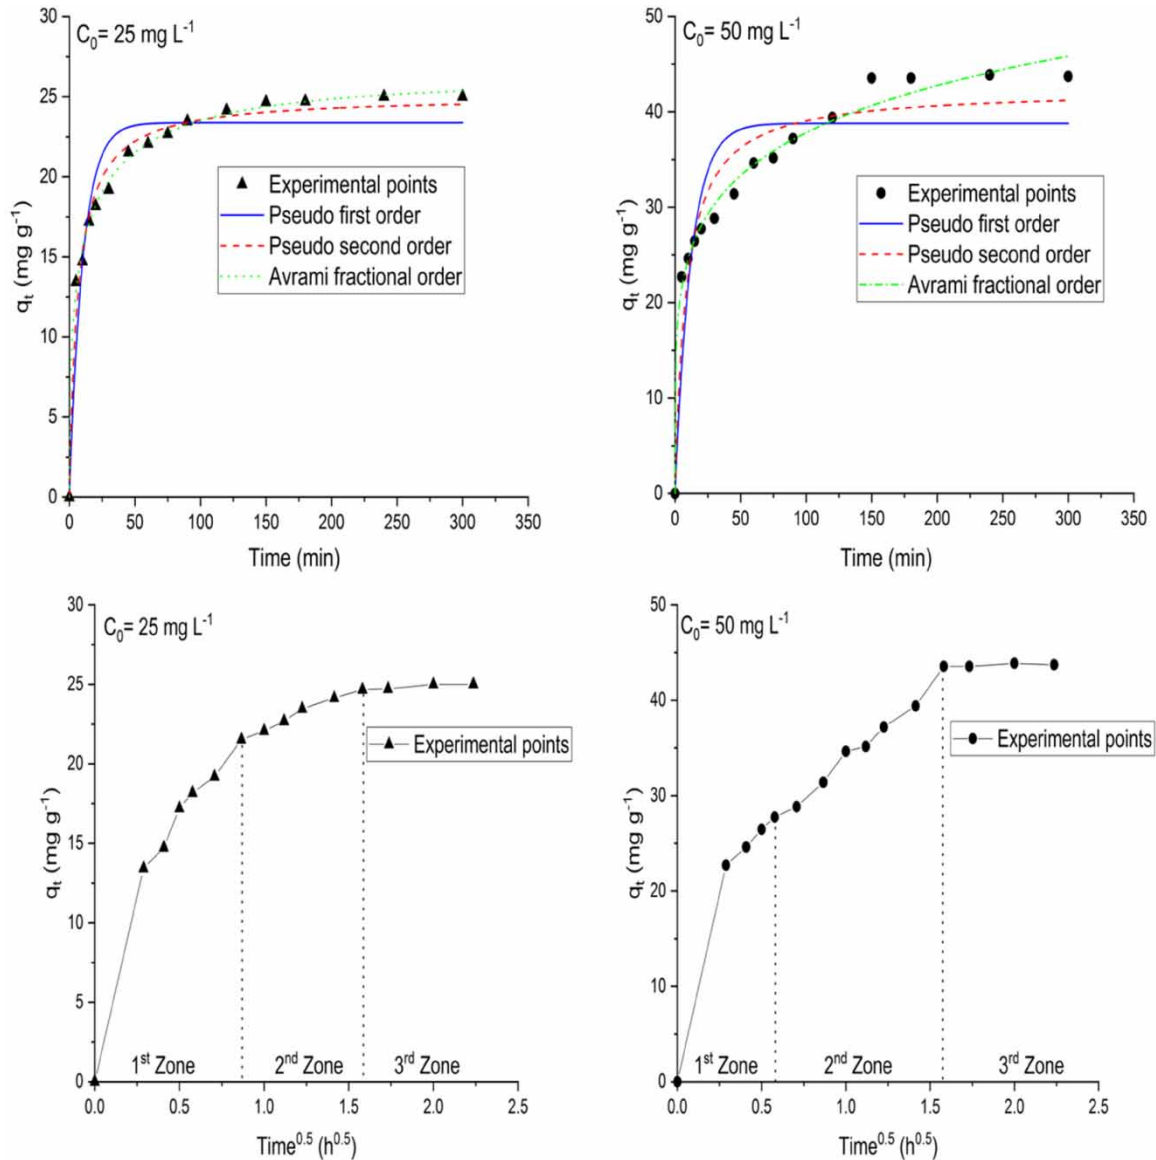 C0= 25 mg L-1
30
25
20
15
10
5
0
qt (mg g-1)
Experimental points
Pseudo first order
Pseudo second order
Avrami fractional order
0 50 100 150 200 250 300 350
Time (min)
C0= 50 mg L-1
50
40
30
20
10
0
qt (mg g-1)
Experimental points
Pseudo first order
Pseudo second order
Avrami fractional order
0 50 100 150 200 250 300 350
Time (min)
C0= 25 mg L-1
30
25
20
15
10
5
0
qt (mg g-1)
Experimental points
1st Zone 2nd Zone 3rd Zone
0.0 0.5 1.0 1.5 2.0 2.5
Time0.5 (h0.5)
C0= 50 mg L-1
50
40
30
20
10
0
qt (mg g-1)
Experimental points
1st Zone 2nd Zone 3rd Zone
0.0 0.5 1.0 1.5 2.0 2.5
Time0.5 (h0.5)